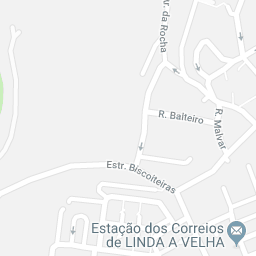 r. da Rocha
R. Balteiro
R. Malvar
Estr. Biscoiteiras
Estação dos Correios
de LINDA A VELHA